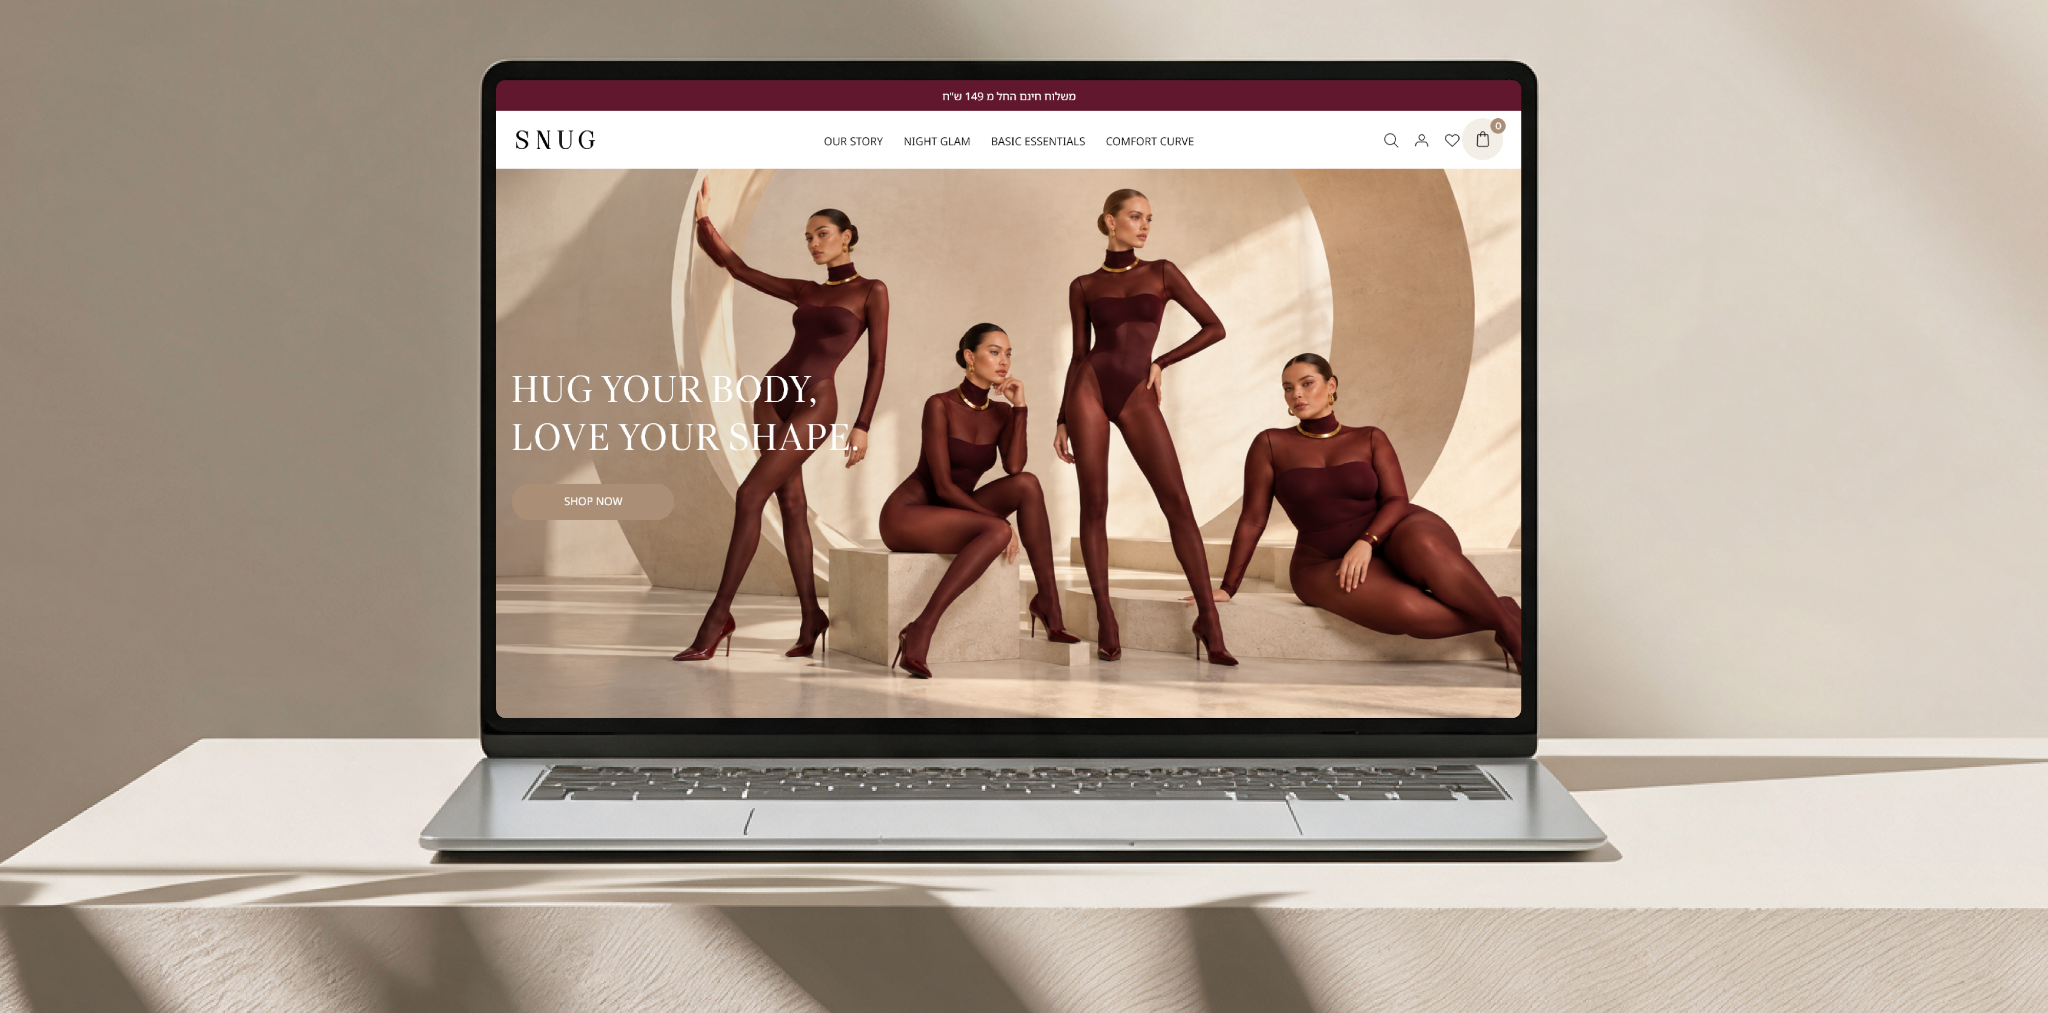 משלוח חינם החל מ 149 ש"ח
SNUG
OUR STORY NIGHT GLAM BASIC ESSENTIALS COMFORT CURVE
0
HUG YOUR BODY,
LOVE YOUR SHAPE.
SHOP NOW